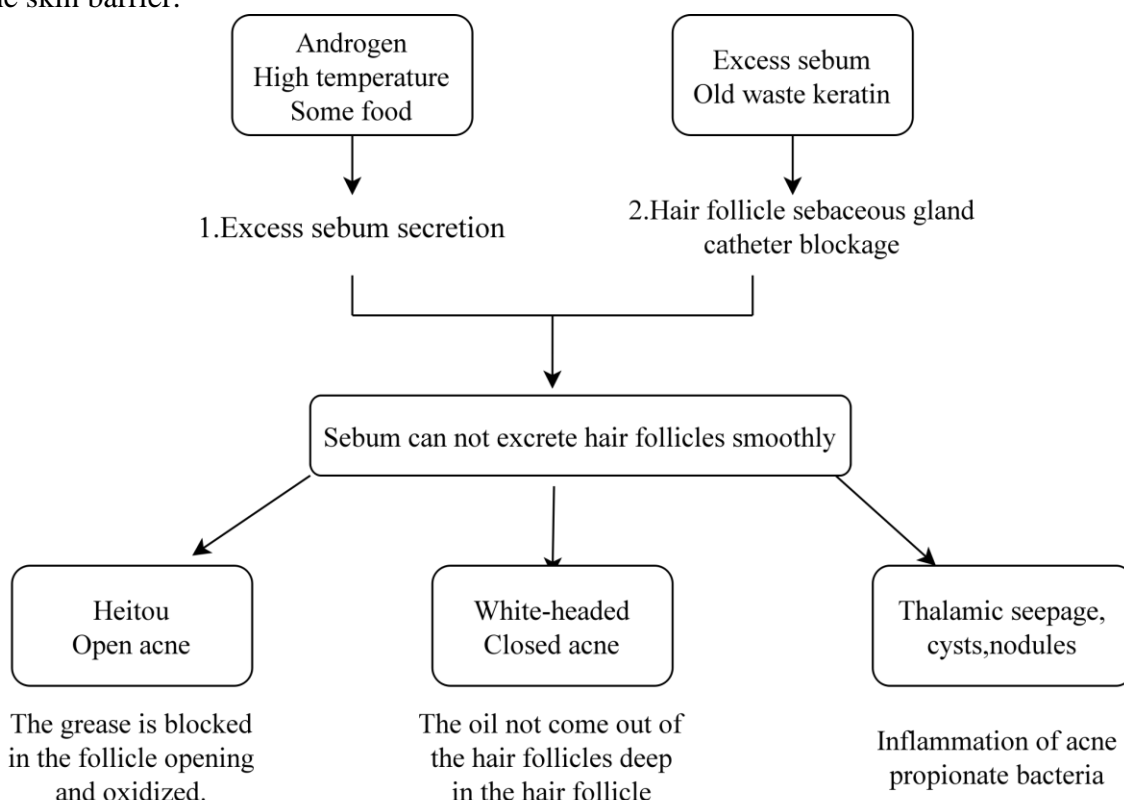 he skin barrier.
Androgen
High temperature
Some food
Excess sebum
Old waste keratin
1.Excess sebum secretion
2.Hair follicle sebaceous gland
catheter blockage
Sebum can not excrete hair follicles smoothly
Heitou
Open acne
White-headed
Closed acne
Thalamic seepage,
cysts,nodules
The grease is blocked
in the follicle opening
and oxidized.
The oil not come out of
the hair follicles deep
in the hair follicle
Inflammation of acne
propionate bacteria